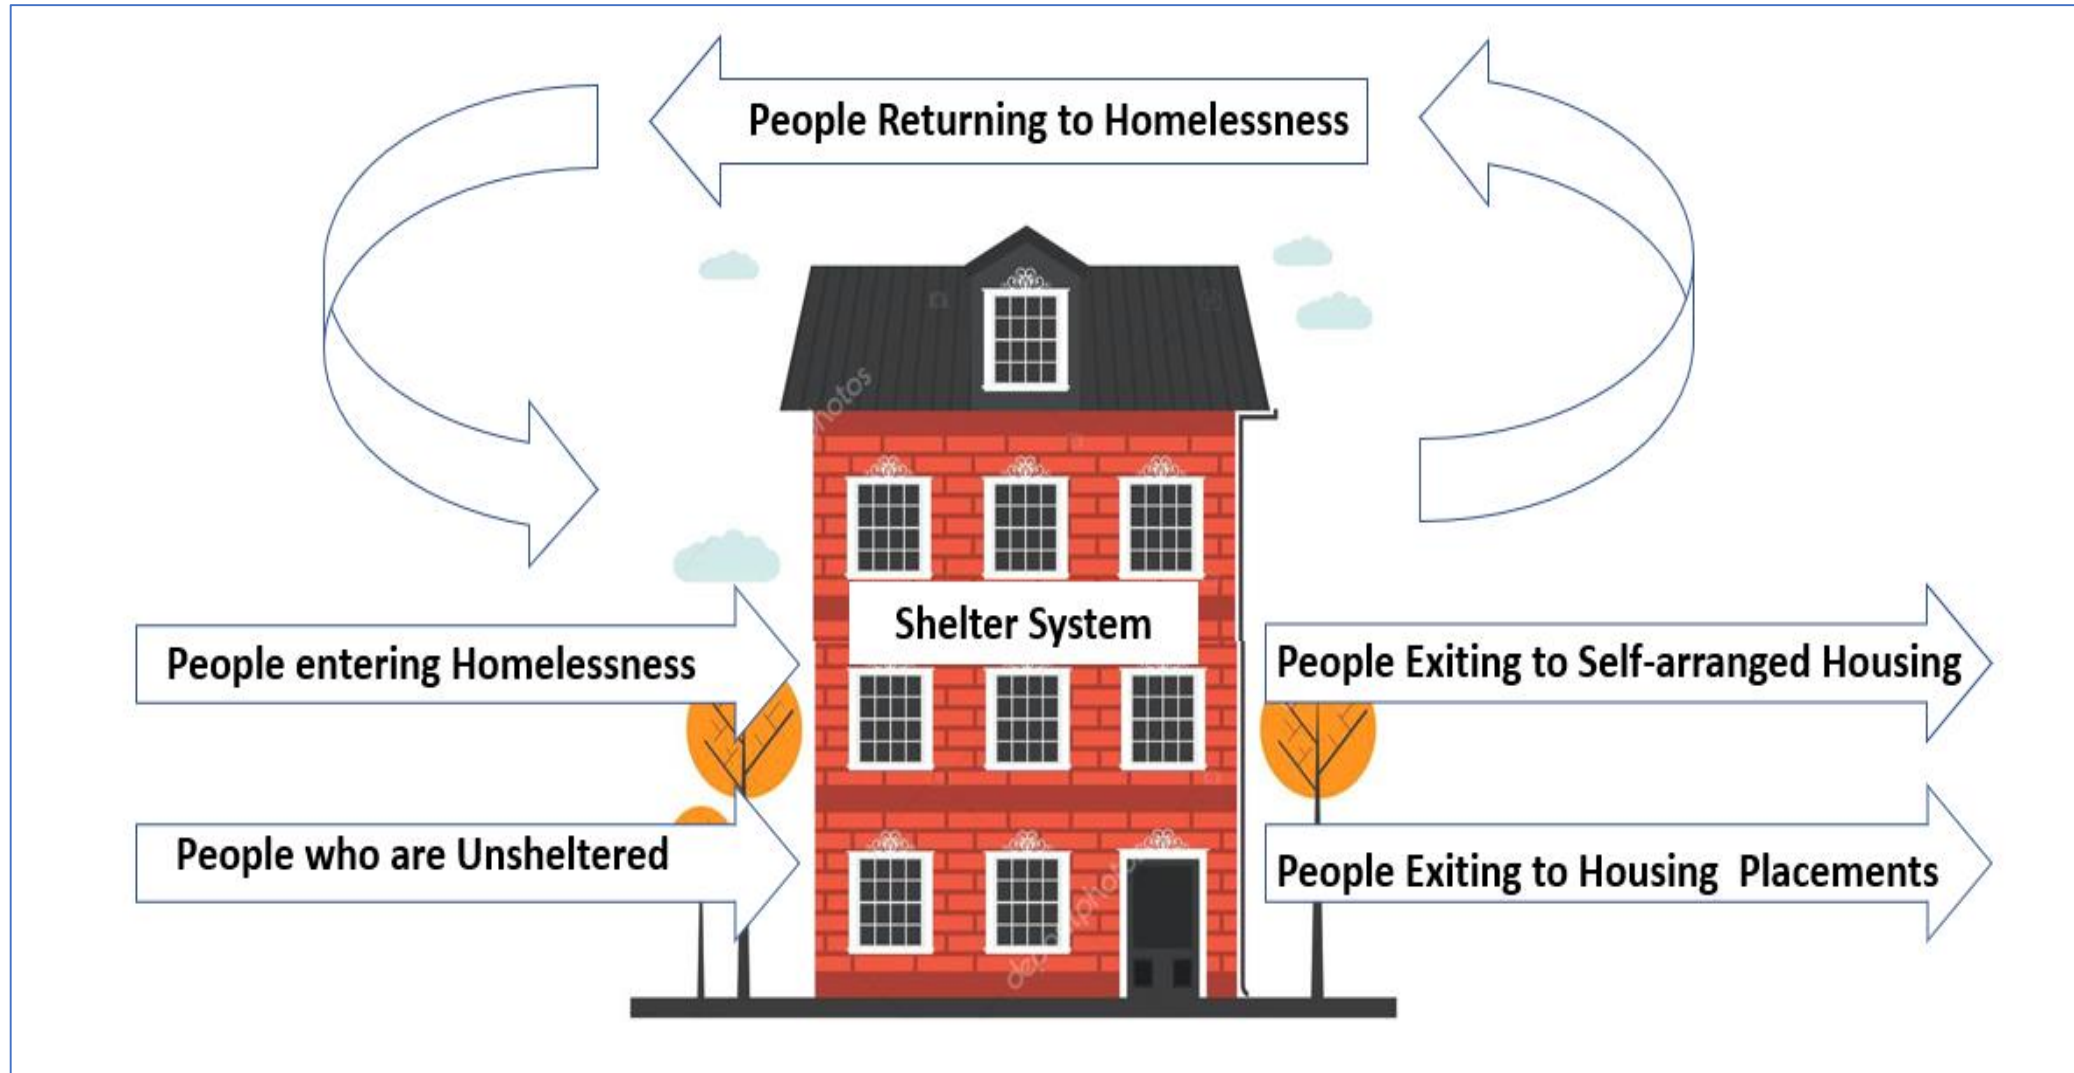 People Returning to Homelessness
Shelter System
People entering Homelessness
People Exiting to Self-arranged Housing
People who are Unsheltered
People Exiting to Housing Placements